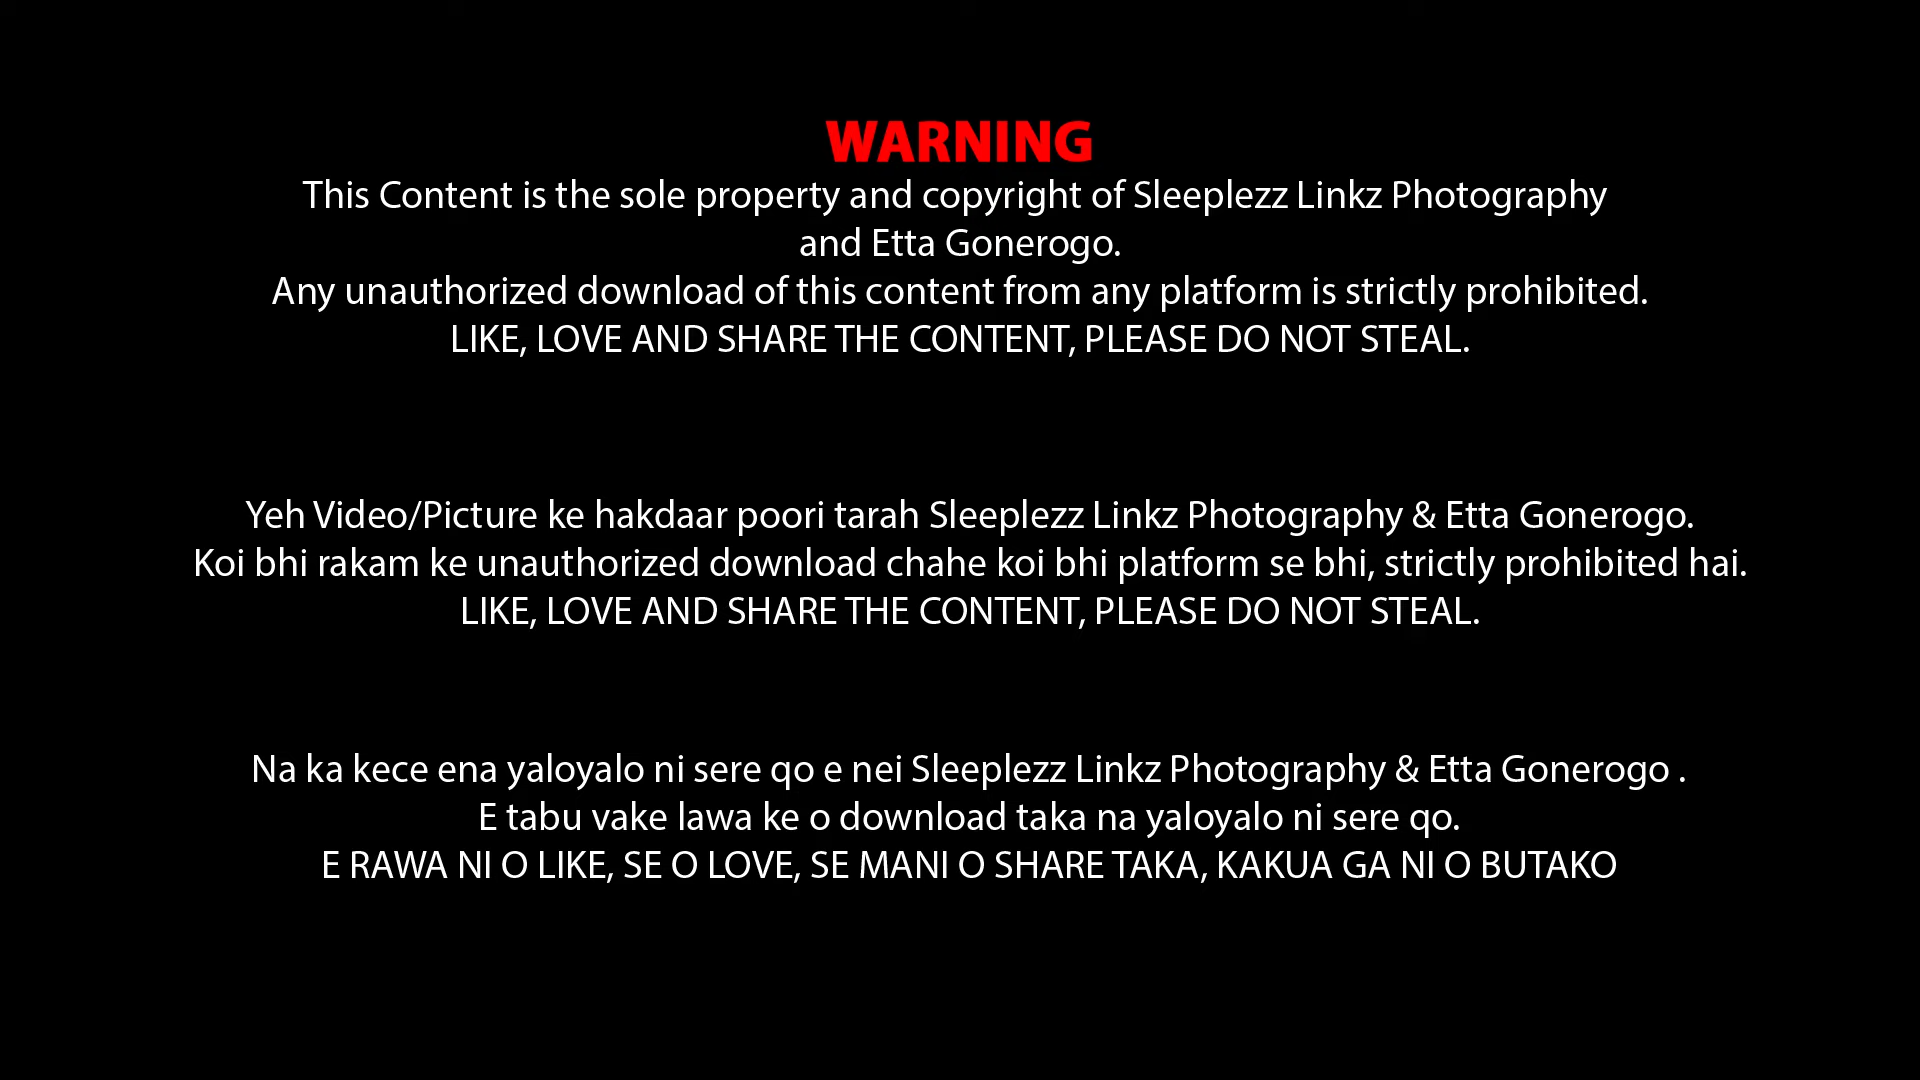 WARNING
This Content is the sole property and copyright of Sleeplezz Linkz Photography
and Etta Gonerogo.
Any unauthorized download of this content from any platform is strictly prohibited.
LIKE, LOVE AND SHARE THE CONTENT, PLEASE DO NOT STEAL.
Yeh Video/Picture ke hakdaar poori tarah Sleeplezz Linkz Photography & Etta Gonerogo.
Koi bhi rakam ke unauthorized download chahe koi bhi platform se bhi, strictly prohibited hai.
LIKE, LOVE AND SHARE THE CONTENT, PLEASE DO NOT STEAL.
Na ka kece ena yaloyalo ni sere qo e nei Sleeplezz Linkz Photography & Etta Gonerogo .
E tabu vake lawa ke o download taka na yaloyalo ni sere qo.
E RAWA NI O LIKE, SE O LOVE, SE MANI O SHARE TAKA, KAKUA GA NI O BUTAKO